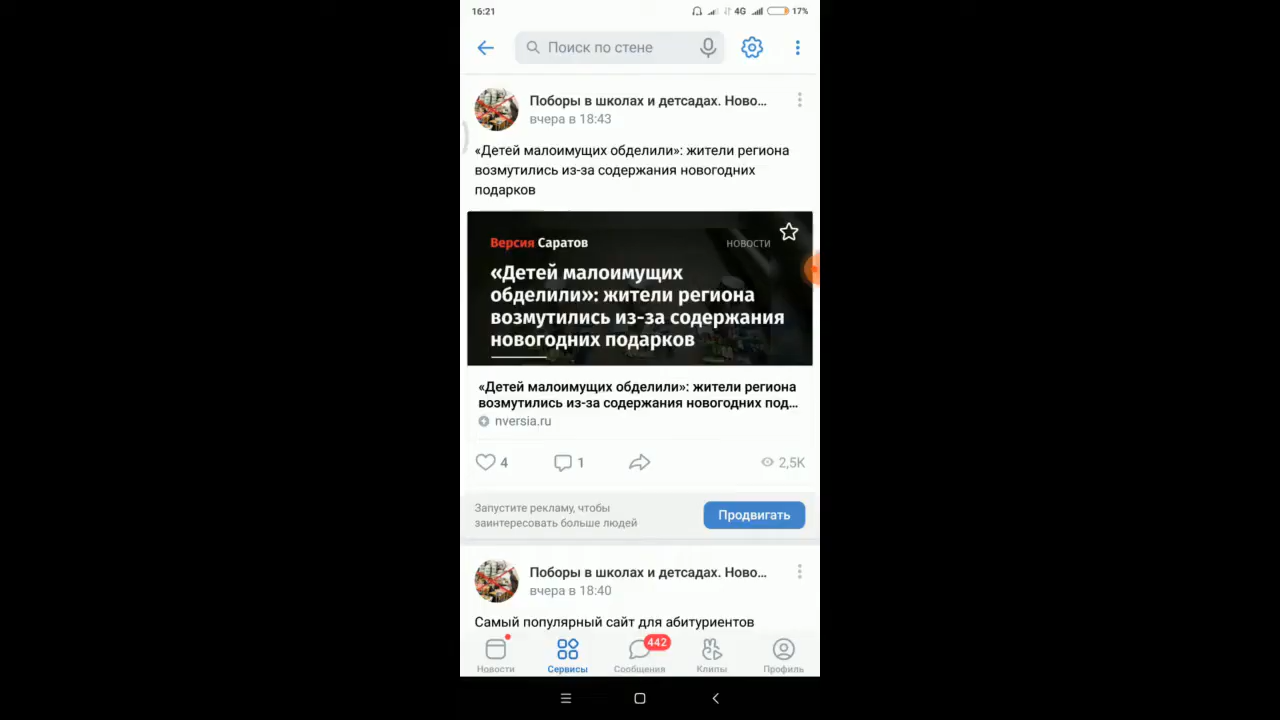 16:21
4G
17%
Поиск по стене
Поборы в школах и детсадах. Ново...
вчера в 18:43
«Детей малоимущих обделили»: жители региона
возмутились из-за содержания новогодних
подарков
Версия Саратов
НОВОСТИ
«Детей малоимущих
обделили»: жители региона
возмутились из-за содержания
новогодних подарков
«Детей малоимущих обделили»: жители региона
возмутились из-за содержания новогодних под...
nversia.ru
4
1
2,5K
Запустите рекламу, чтобы
заинтересовать больше людей
Продвигать
Поборы в школах и детсадах. Ново...
вчера в 18:40
Самый популярный сайт для абитуриентов
442
Новости
Сервисы
Сообщения
Клипы
Профиль